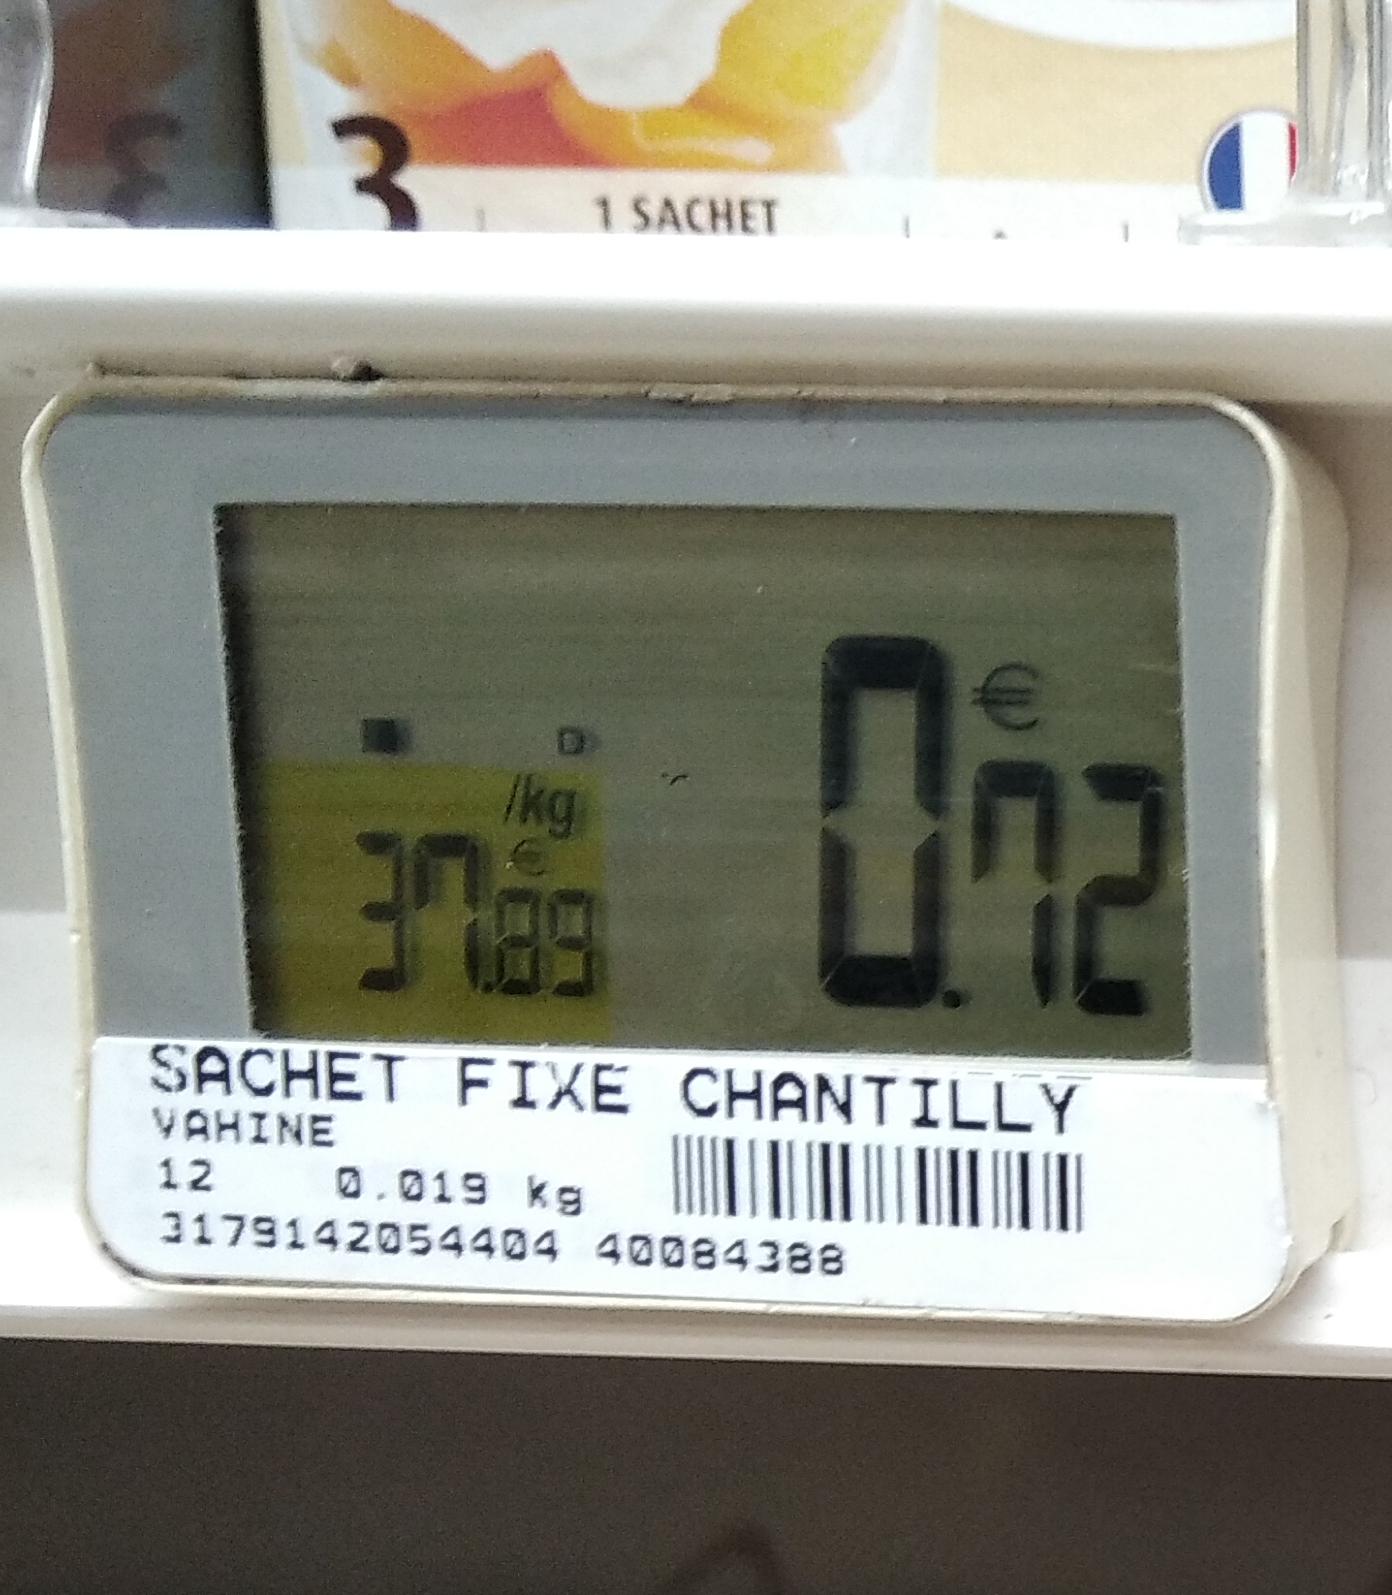 3
1 SACHET
0.72 €
/kg
37.89 €
SACHET FIXE CHANTILLY
VAHINE
12 0.019 kg
3179142054404 40084388